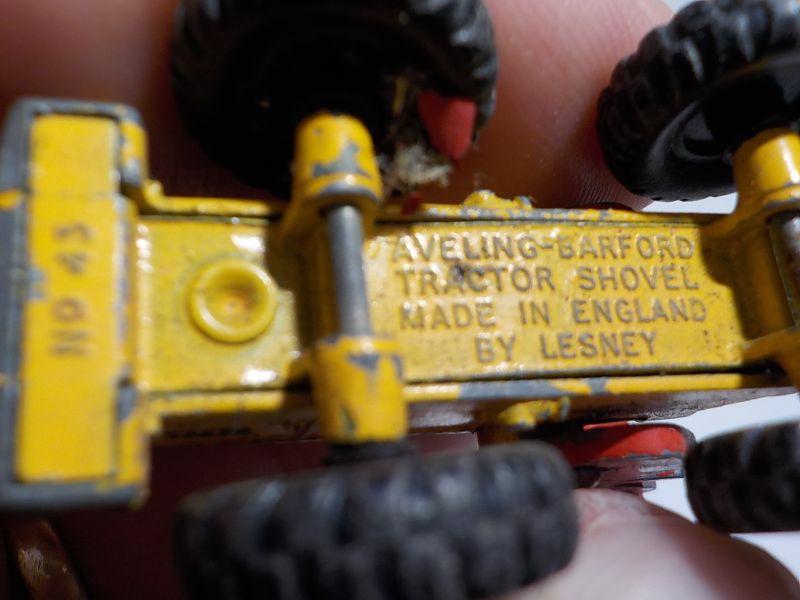 Nº 43
AVELING-BARFORD
TRACTOR SHOVEL
MADE IN ENGLAND
BY LESNEY